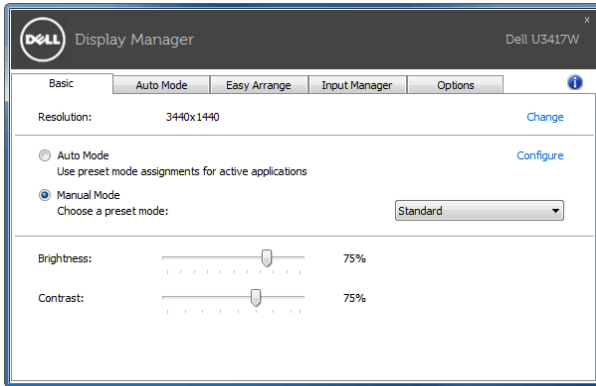 DELL Display Manager Dell U3417W
Basic Auto Mode Easy Arrange Input Manager Options
Resolution: 3440x1440 Change
Auto Mode Configure
Use preset mode assignments for active applications
Manual Mode
Choose a preset mode: Standard
Brightness: 75%
Contrast: 75%